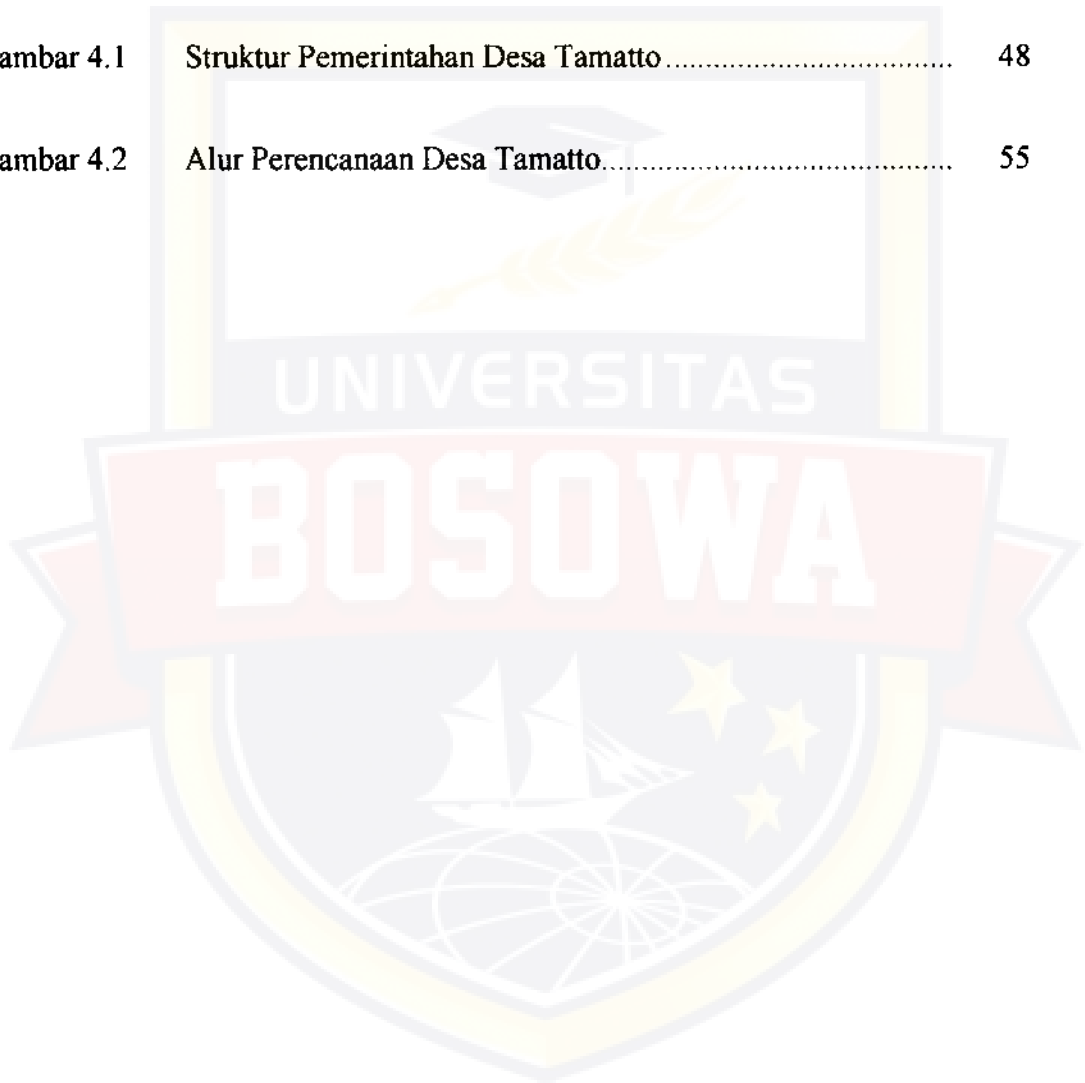 ambar 4.1 Struktur Pemerintahan Desa Tamatto.................................... 48
ambar 4.2 Alur Perencanaan Desa Tamatto........................................... 55
UNIVERSITAS
BOSOWA